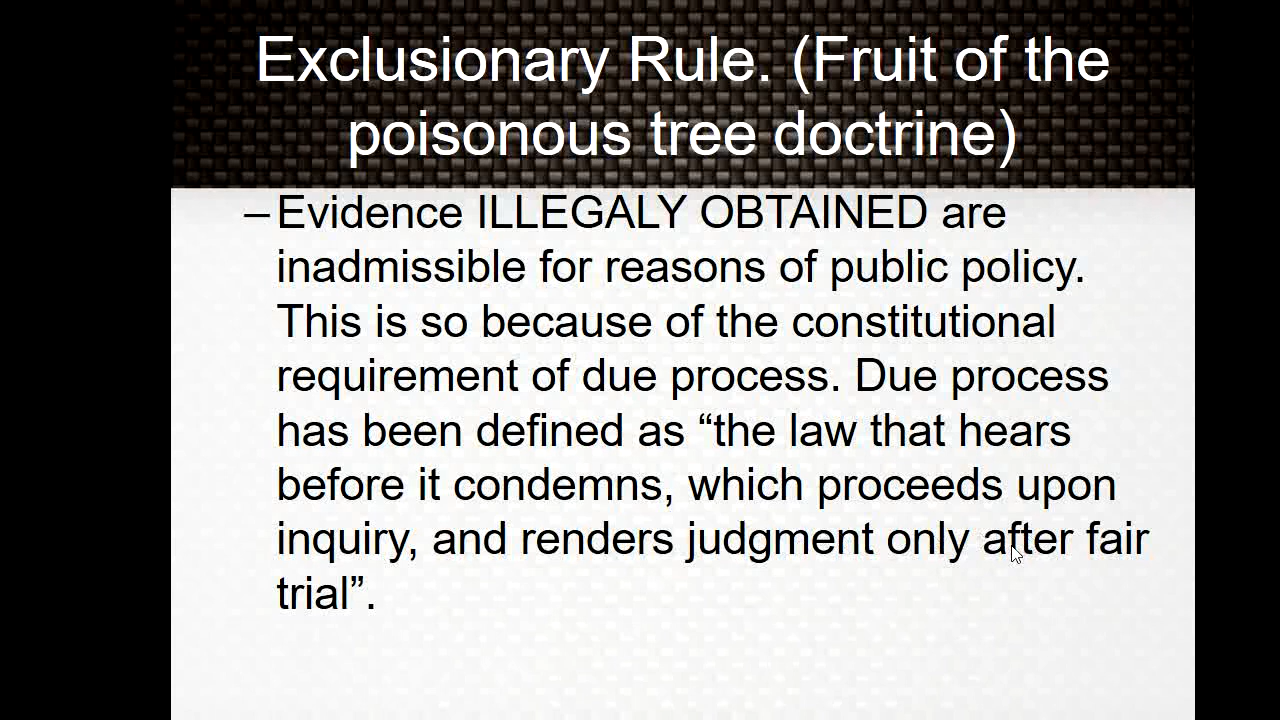 Exclusionary Rule. (Fruit of the
poisonous tree doctrine)
– Evidence ILLEGALY OBTAINED are
inadmissible for reasons of public policy.
This is so because of the constitutional
requirement of due process. Due process
has been defined as “the law that hears
before it condemns, which proceeds upon
inquiry, and renders judgment only after fair
trial”.